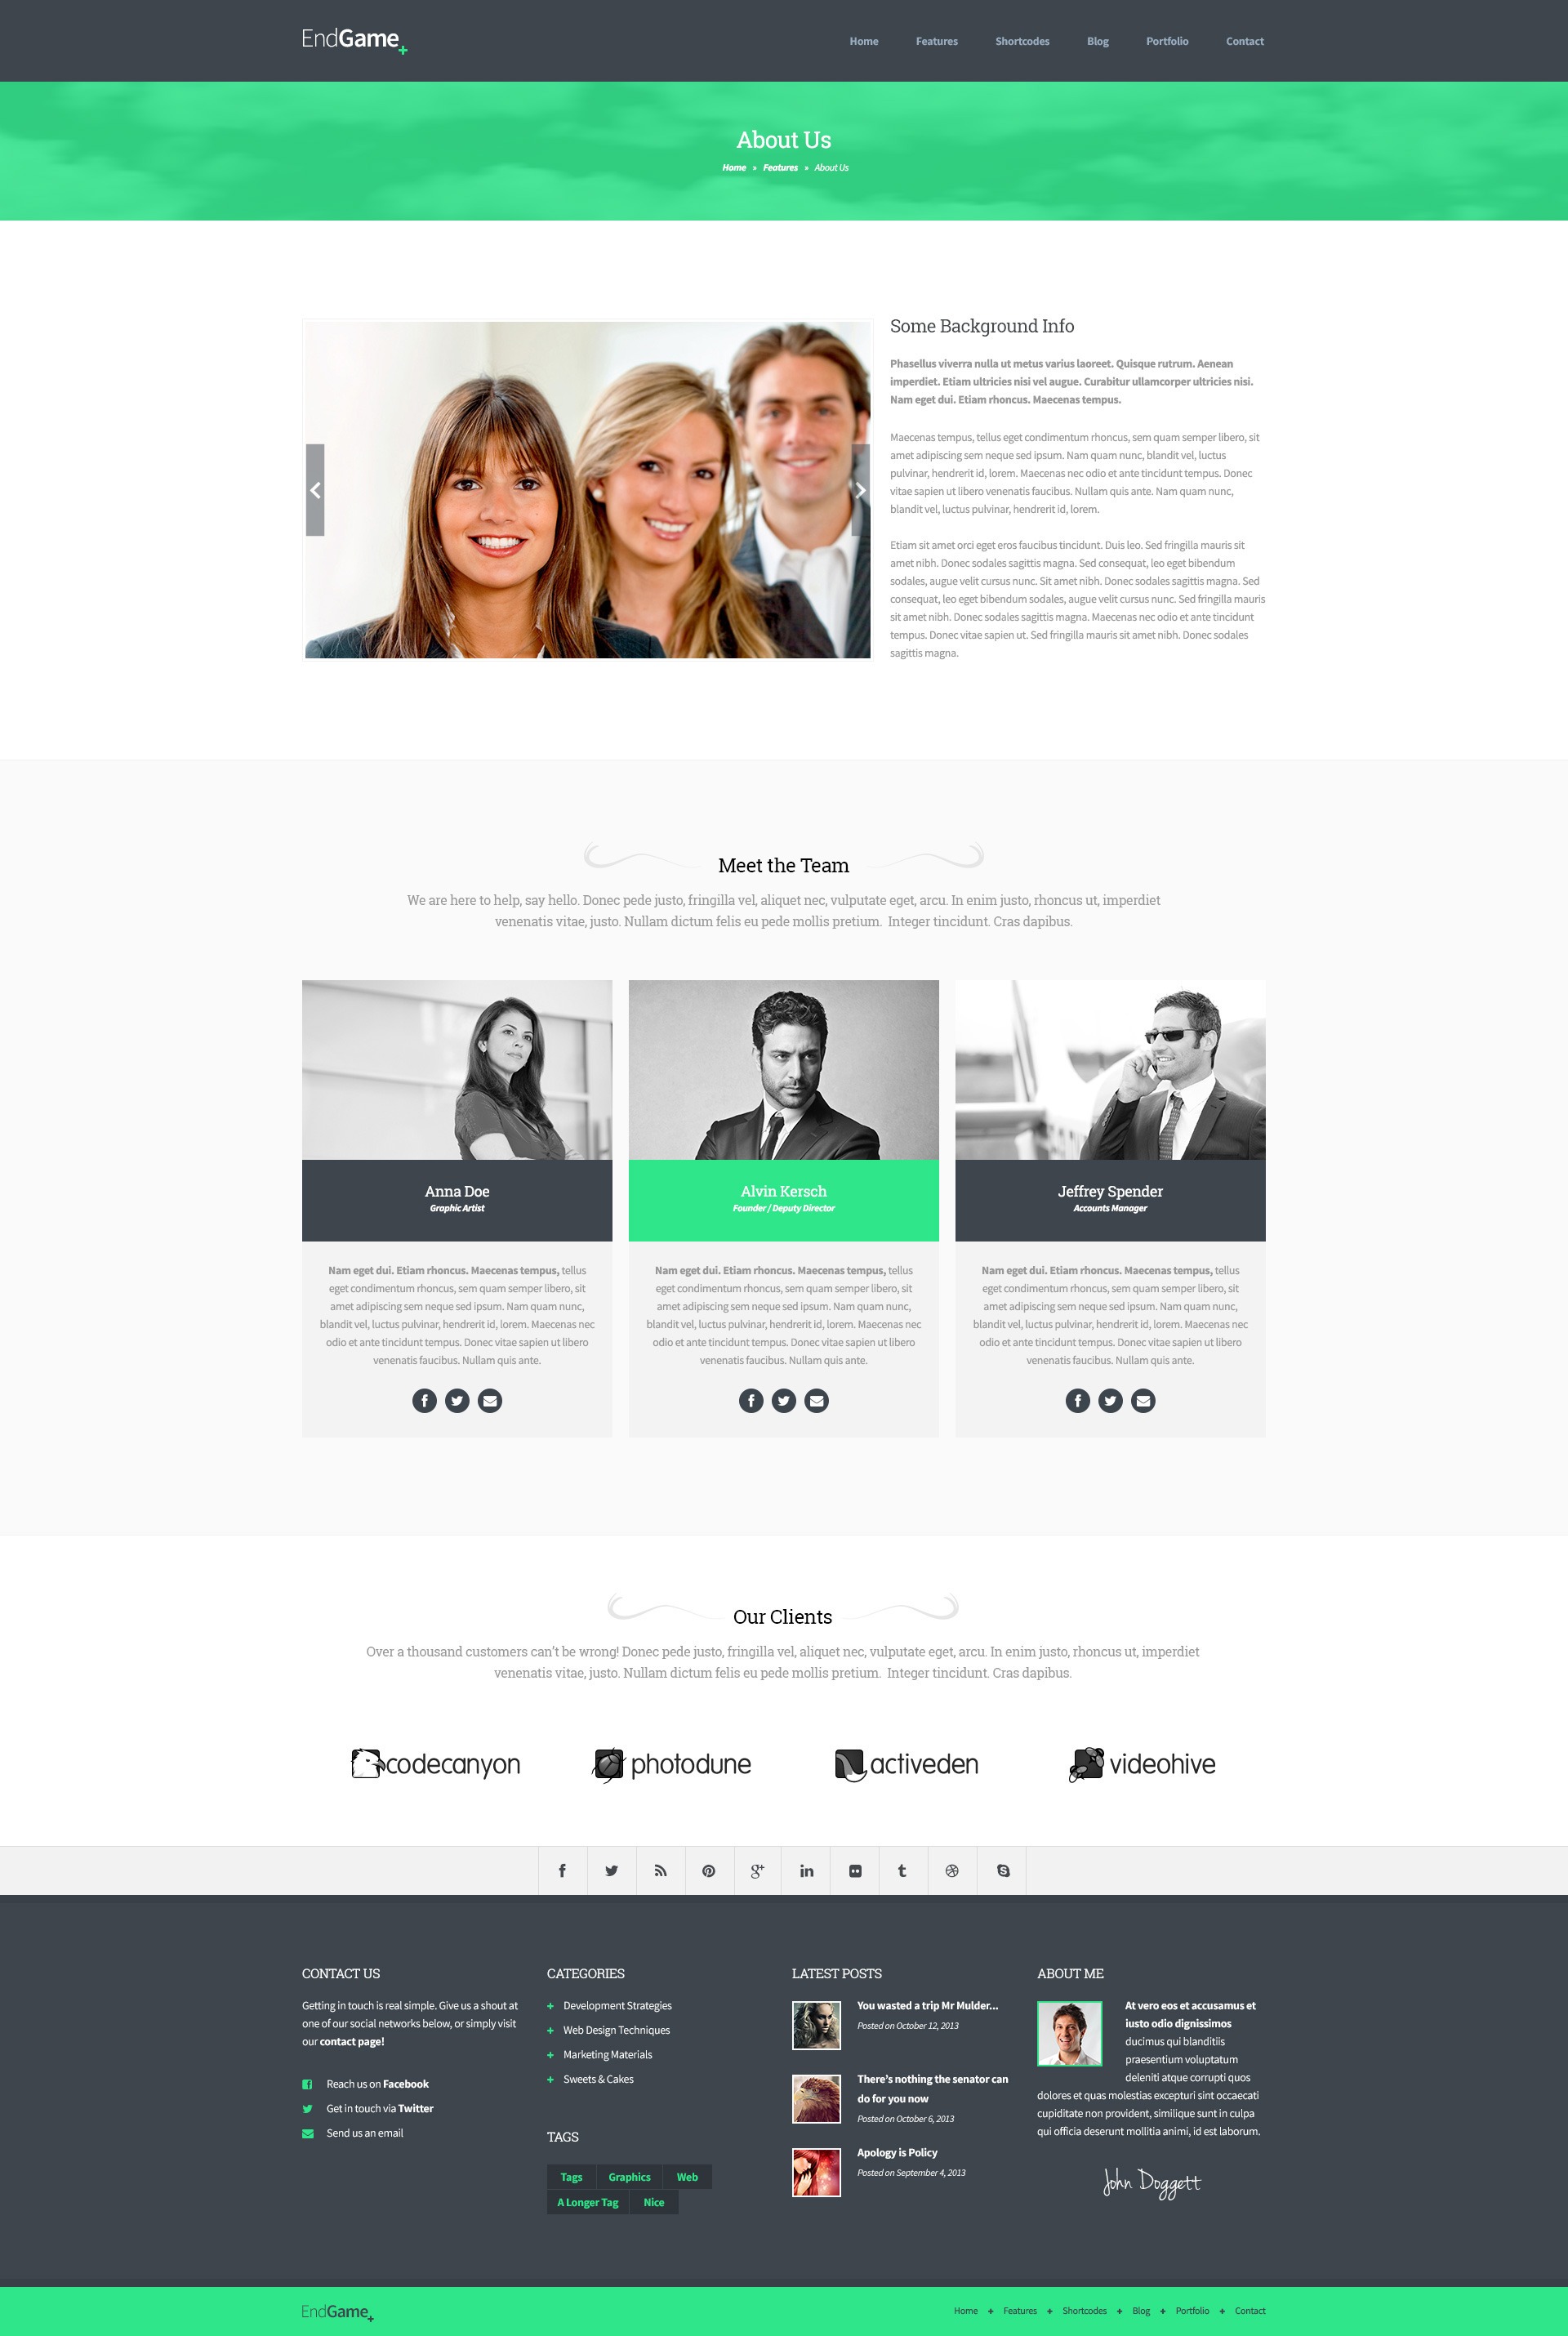 EndGame+
Home Features Shortcodes Blog Portfolio Contact
About Us
Home » Features » About Us
Some Background Info
Phasellus viverra nulla ut metus varius laoreet. Quisque rutrum. Aenean
imperdiet. Etiam ultricies nisi vel augue. Curabitur ullamcorper ultricies nisi.
Nam eget dui. Etiam rhoncus. Maecenas tempus.
Maecenas tempus, tellus eget condimentum rhoncus, sem quam semper libero, sit
amet adipiscing sem neque sed ipsum. Nam quam nunc, blandit vel, luctus
pulvinar, hendrerit id, lorem. Maecenas nec odio et ante tincidunt tempus. Donec
vitae sapien ut libero venenatis faucibus. Nullam quis ante. Nam quam nunc,
blandit vel, luctus pulvinar, hendrerit id, lorem.
Etiam sit amet orci eget eros faucibus tincidunt. Duis leo. Sed fringilla mauris sit
amet nibh. Donec sodales sagittis magna. Sed consequat, leo eget bibendum
sodales, augue velit cursus nunc. Sit amet nibh. Donec sodales sagittis magna. Sed
consequat, leo eget bibendum sodales, augue velit cursus nunc. Sed fringilla mauris
sit amet nibh. Donec sodales sagittis magna. Maecenas nec odio et ante tincidunt
tempus. Donec vitae sapien ut. Sed fringilla mauris sit amet nibh. Donec sodales
sagittis magna.
Meet the Team
We are here to help, say hello. Donec pede justo, fringilla vel, aliquet nec, vulputate eget, arcu. In enim justo, rhoncus ut, imperdiet
venenatis vitae, justo. Nullam dictum felis eu pede mollis pretium. Integer tincidunt. Cras dapibus.
Anna Doe
Graphic Artist
Nam eget dui. Etiam rhoncus. Maecenas tempus, tellus
eget condimentum rhoncus, sem quam semper libero, sit
amet adipiscing sem neque sed ipsum. Nam quam nunc,
blandit vel, luctus pulvinar, hendrerit id, lorem. Maecenas nec
odio et ante tincidunt tempus. Donec vitae sapien ut libero
venenatis faucibus. Nullam quis ante.
Alvin Kersch
Founder / Deputy Director
Nam eget dui. Etiam rhoncus. Maecenas tempus, tellus
eget condimentum rhoncus, sem quam semper libero, sit
amet adipiscing sem neque sed ipsum. Nam quam nunc,
blandit vel, luctus pulvinar, hendrerit id, lorem. Maecenas nec
odio et ante tincidunt tempus. Donec vitae sapien ut libero
venenatis faucibus. Nullam quis ante.
Jeffrey Spender
Accounts Manager
Nam eget dui. Etiam rhoncus. Maecenas tempus, tellus
eget condimentum rhoncus, sem quam semper libero, sit
amet adipiscing sem neque sed ipsum. Nam quam nunc,
blandit vel, luctus pulvinar, hendrerit id, lorem. Maecenas nec
odio et ante tincidunt tempus. Donec vitae sapien ut libero
venenatis faucibus. Nullam quis ante.
Our Clients
Over a thousand customers can't be wrong! Donec pede justo, fringilla vel, aliquet nec, vulputate eget, arcu. In enim justo, rhoncus ut, imperdiet
venenatis vitae, justo. Nullam dictum felis eu pede mollis pretium. Integer tincidunt. Cras dapibus.
codecanyon photodune activeden videohive
CONTACT US
Getting in touch is real simple. Give us a shout at
one of our social networks below, or simply visit
our contact page!
Reach us on Facebook
Get in touch via Twitter
Send us an email
CATEGORIES
Development Strategies
Web Design Techniques
Marketing Materials
Sweets & Cakes
TAGS
Tags Graphics Web
A Longer Tag Nice
LATEST POSTS
You wasted a trip Mr Mulder...
Posted on October 12, 2013
There's nothing the senator can
do for you now
Posted on October 6, 2013
Apology is Policy
Posted on September 4, 2013
ABOUT ME
At vero eos et accusamus et
iusto odio dignissimos
ducimus qui blanditiis
praesentium voluptatum
deleniti atque corrupti quos
dolores et quas molestias excepturi sint occaecati
cupiditate non provident, similique sunt in culpa
qui officia deserunt mollitia animi, id est laborum.
John Doggett
EndGame+
Home + Features + Shortcodes + Blog + Portfolio + Contact